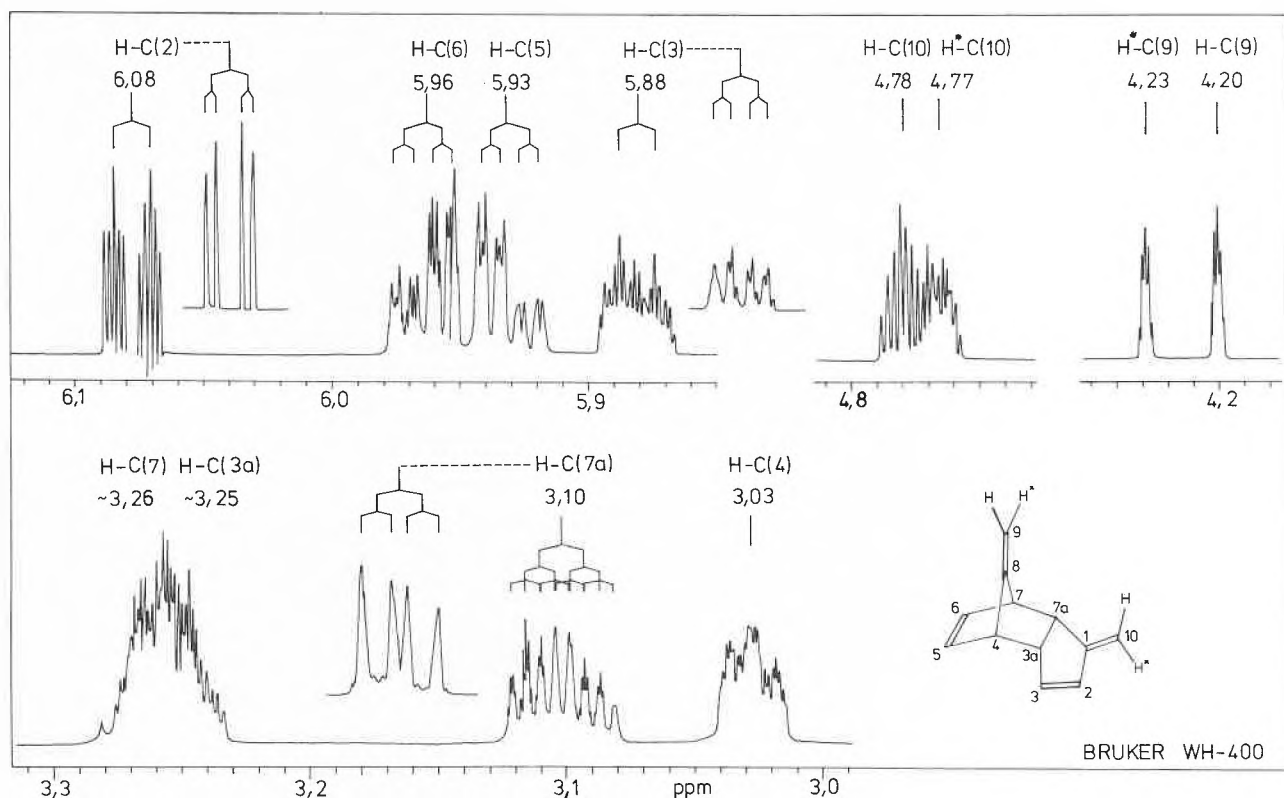 H-C(2)
6,08
H-C(6) H-C(5)
5,96 5,93
H-C(3)
5,88
H-C(10) H*-C(10)
4,78 4,77
H*-C(9) H-C(9)
4,23 4,20
6,1 6,0 5,9 4,8 4,2
H-C(7) H-C(3a)
~3,26 ~3,25
H-C(7a)
3,10
H-C(4)
3,03
H H*
9
8
7
6
7a
H
1
10
5
4
3a
H*
3
2
BRUKER WH-400
3,3 3,2 3,1 ppm 3,0